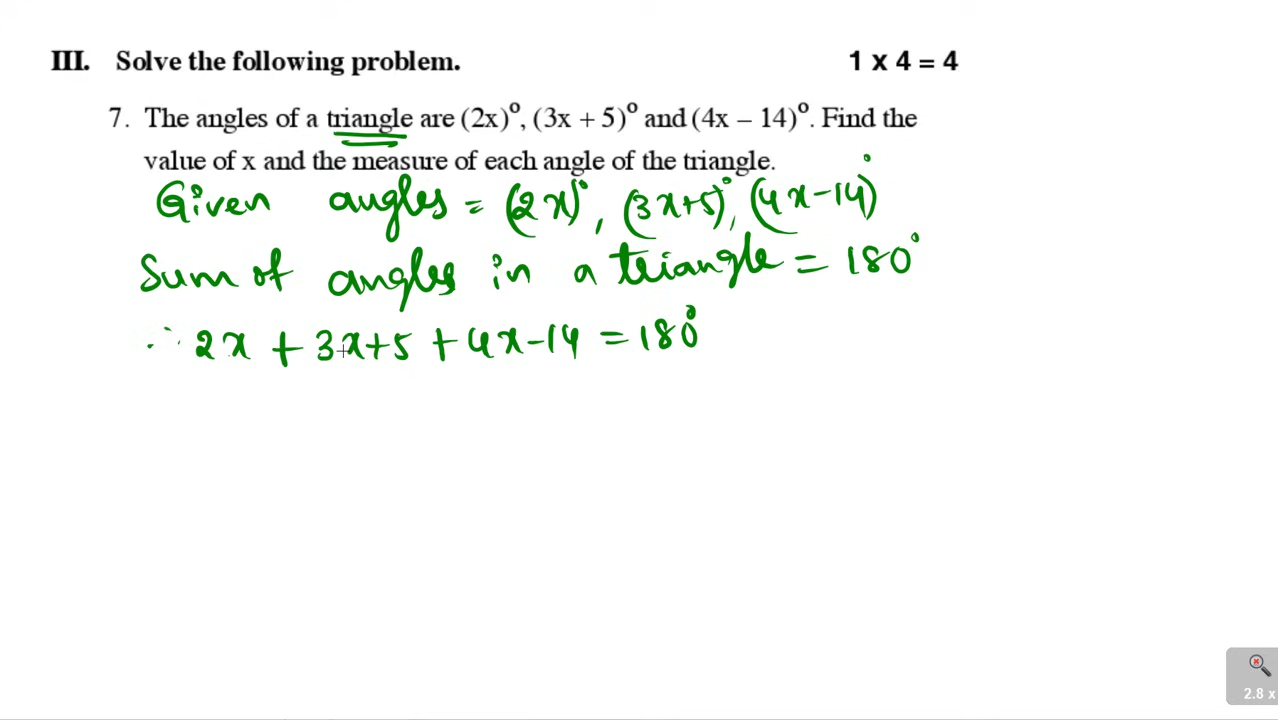 III. Solve the following problem. 1 x 4 = 4
7. The angles of a triangle are (2x)°, (3x + 5)° and (4x – 14)°. Find the
value of x and the measure of each angle of the triangle.
Given angles = (2x)°, (3x+5)°, (4x-14)°
Sum of angles in a triangle = 180°
∴ 2x + 3x+5 + 4x-14 = 180°
2.8 x